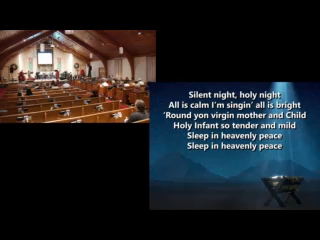 Silent night, holy night
All is calm I'm singin' all is bright
'Round yon virgin mother and Child
Holy Infant so tender and mild
Sleep in heavenly peace
Sleep in heavenly peace